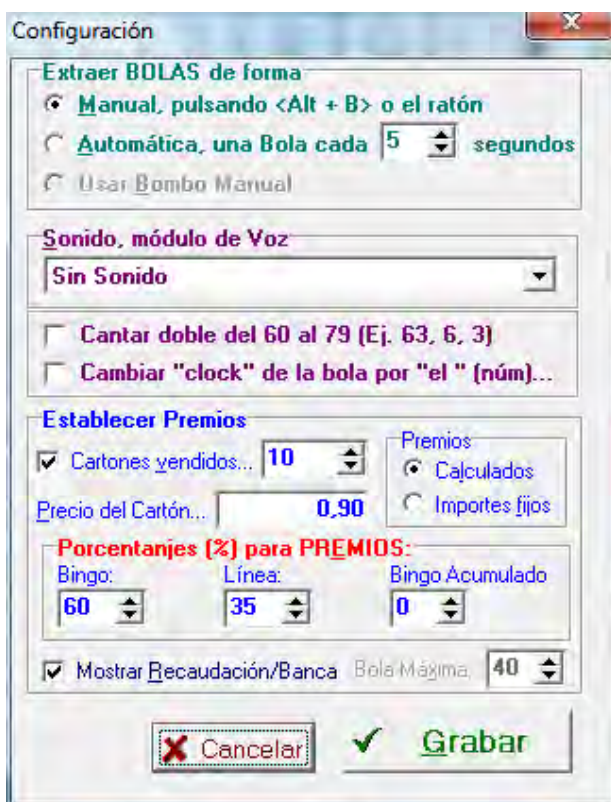 Configuración
Extraer BOLAS de forma
Manual, pulsando <Alt + B> o el ratón
Automática, una Bola cada 5 segundos
Usar Bombo Manual
Sonido, módulo de Voz
Sin Sonido
Cantar doble del 60 al 79 (Ej. 63, 6, 3)
Cambiar "clock" de la bola por "el " (núm)...
Establecer Premios
Cartones vendidos... 10
Precio del Cartón... 0,90
Premios
Calculados
Importes fijos
Porcentanjes (%) para PREMIOS:
Bingo: Línea: Bingo Acumulado
60 35 0
Mostrar Recaudación/Banca Bola Máxima 40
Cancelar Grabar